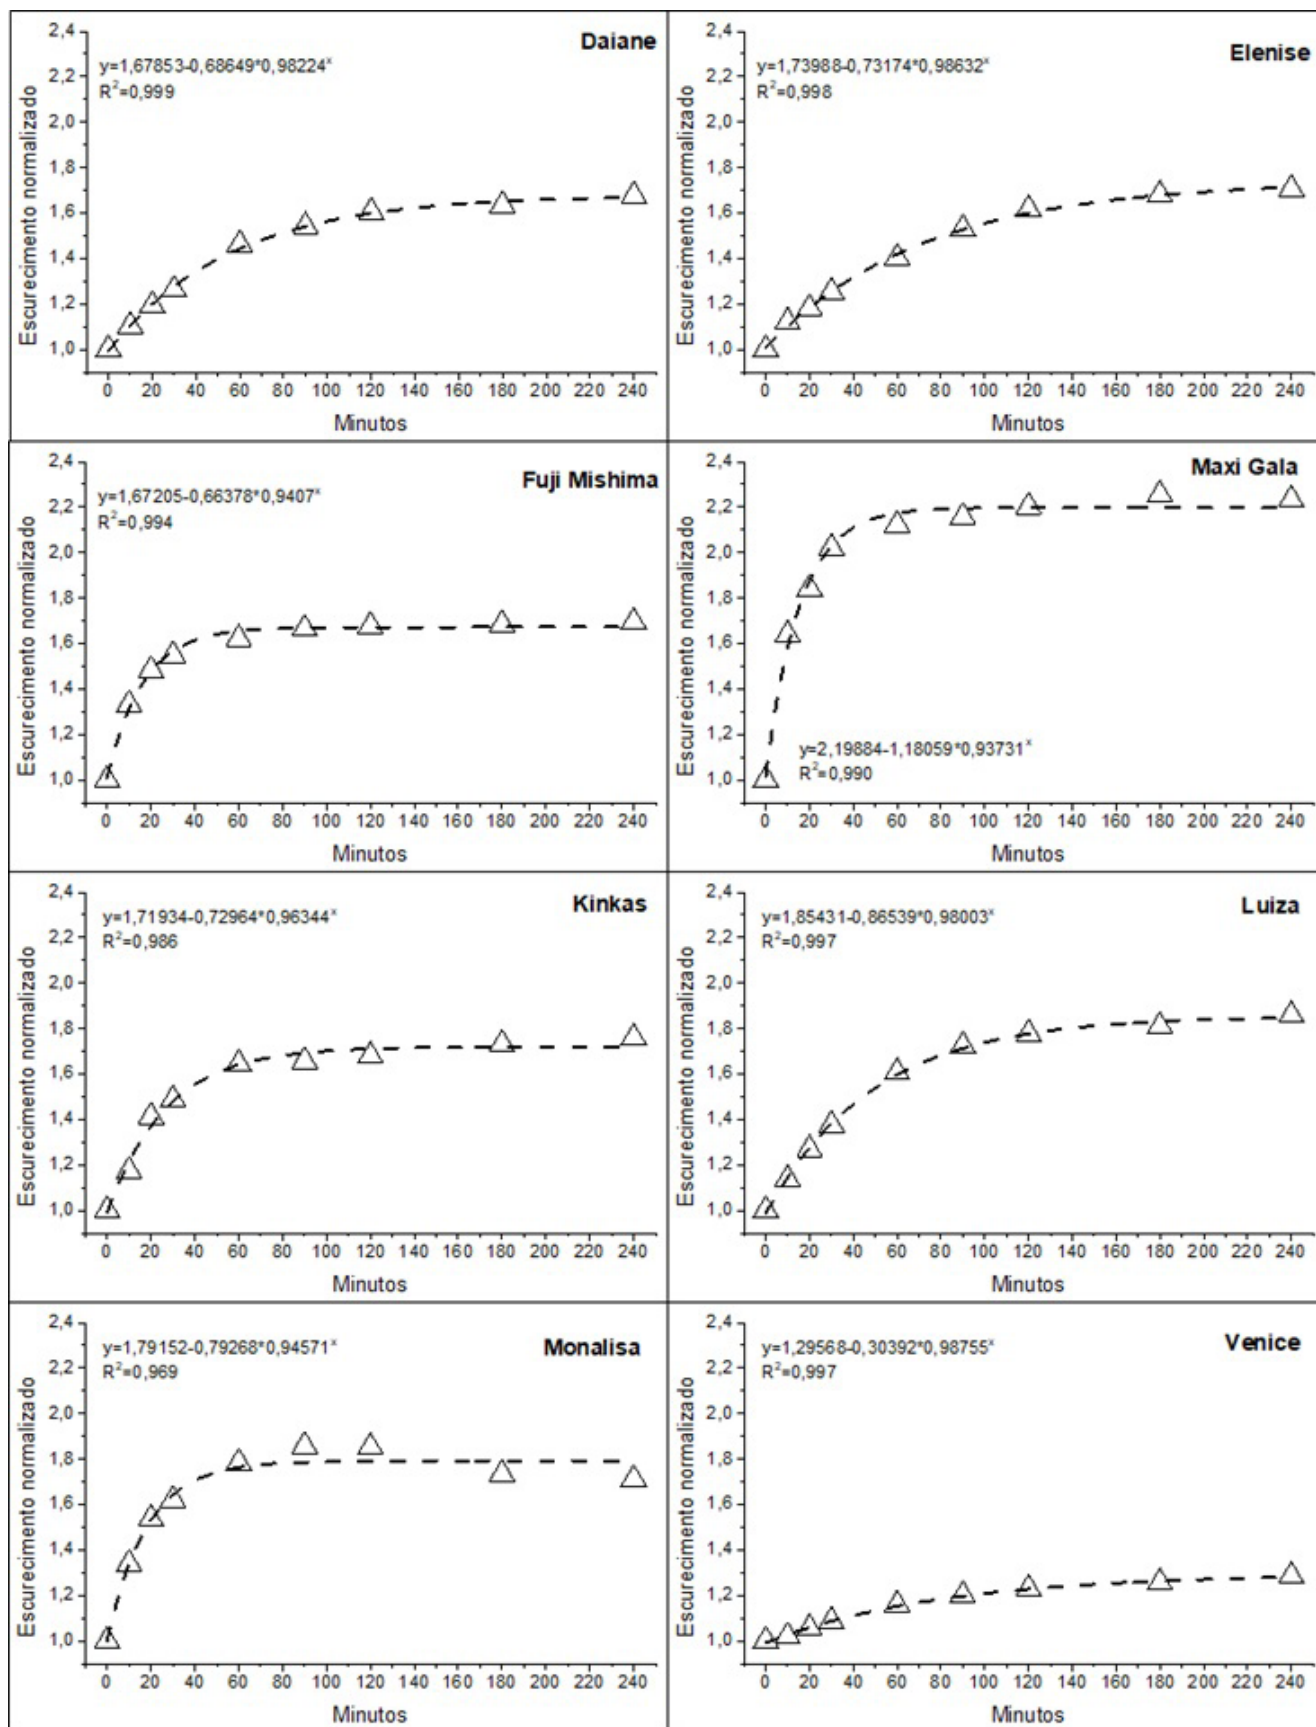 Daiane
y=1,67853-0,68649*0,98224ˣ
R²=0,999
Escurecimento normalizado
2,4
2,2
2,0
1,8
1,6
1,4
1,2
1,0
0 20 40 60 80 100 120 140 160 180 200 220 240
Minutos
Elenise
y=1,73988-0,73174*0,98632ˣ
R²=0,998
Escurecimento normalizado
2,4
2,2
2,0
1,8
1,6
1,4
1,2
1,0
0 20 40 60 80 100 120 140 160 180 200 220 240
Minutos
Fuji Mishima
y=1,67205-0,66378*0,9407ˣ
R²=0,994
Escurecimento normalizado
2,4
2,2
2,0
1,8
1,6
1,4
1,2
1,0
0 20 40 60 80 100 120 140 160 180 200 220 240
Minutos
Maxi Gala
y=2,19884-1,18059*0,93731ˣ
R²=0,990
Escurecimento normalizado
2,4
2,2
2,0
1,8
1,6
1,4
1,2
1,0
0 20 40 60 80 100 120 140 160 180 200 220 240
Minutos
Kinkas
y=1,71934-0,72964*0,96344ˣ
R²=0,986
Escurecimento normalizado
2,4
2,2
2,0
1,8
1,6
1,4
1,2
1,0
0 20 40 60 80 100 120 140 160 180 200 220 240
Minutos
Luiza
y=1,85431-0,86539*0,98003ˣ
R²=0,997
Escurecimento normalizado
2,4
2,2
2,0
1,8
1,6
1,4
1,2
1,0
0 20 40 60 80 100 120 140 160 180 200 220 240
Minutos
Monalisa
y=1,79152-0,79268*0,94571ˣ
R²=0,969
Escurecimento normalizado
2,4
2,2
2,0
1,8
1,6
1,4
1,2
1,0
0 20 40 60 80 100 120 140 160 180 200 220 240
Minutos
Venice
y=1,29568-0,30392*0,98755ˣ
R²=0,997
Escurecimento normalizado
2,4
2,2
2,0
1,8
1,6
1,4
1,2
1,0
0 20 40 60 80 100 120 140 160 180 200 220 240
Minutos